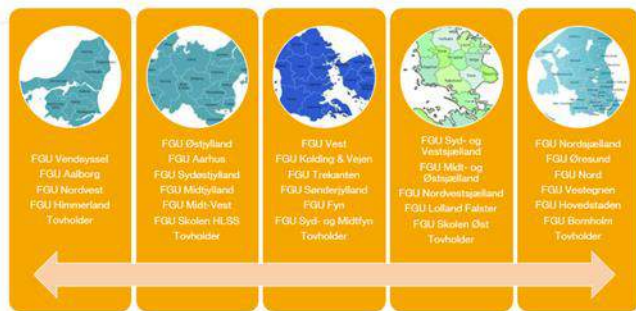 FGU Vendsyssel
FGU Aalborg
FGU Nordvest
FGU Himmerland
Tovholder
FGU Østjylland
FGU Aarhus
FGU Sydøstjylland
FGU Midtjylland
FGU Midt-Vest
FGU Skolen HLSS
Tovholder
FGU Vest
FGU Kolding & Vejen
FGU Trekanten
FGU Sønderjylland
FGU Fyn
FGU Syd- og Midtfyn
Tovholder
FGU Syd- og
Vestsjælland
FGU Midt- og
Østsjælland
FGU Nordvestsjælland
FGU Lolland Falster
FGU Skolen Øst
Tovholder
FGU Nordsjælland
FGU Øresund
FGU Nord
FGU Vestegnen
FGU Hovedstaden
FGU Bornholm
Tovholder